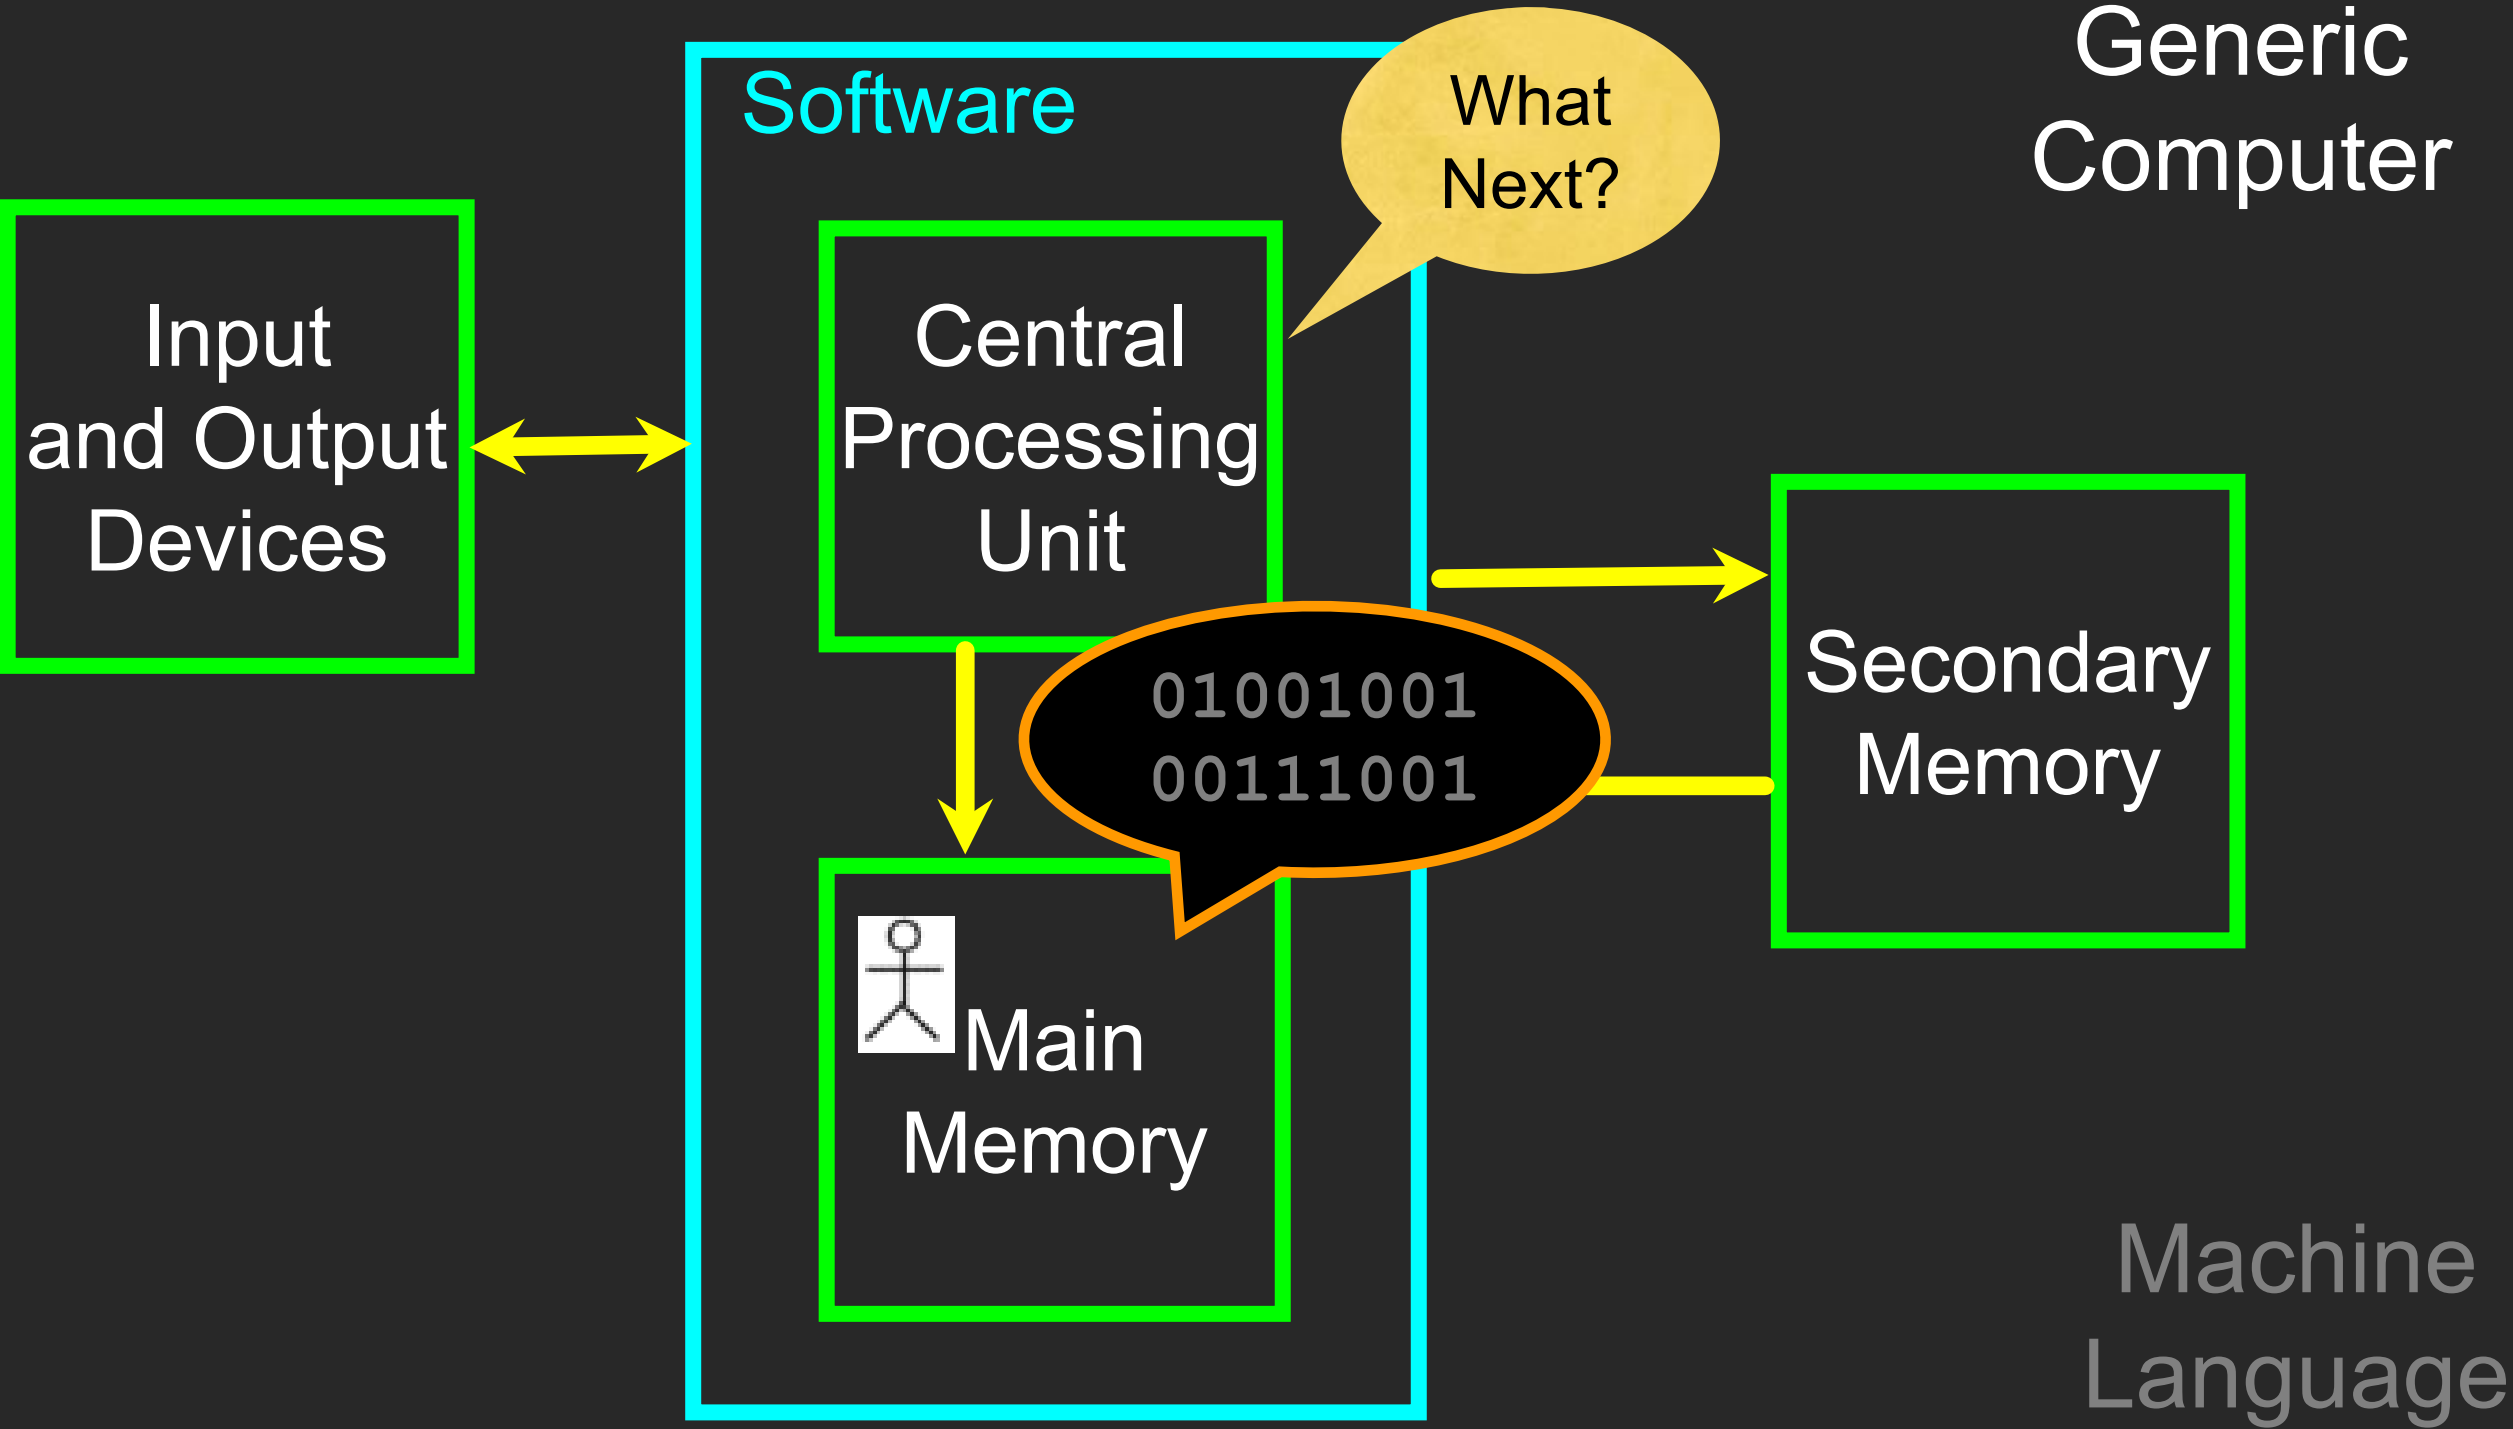 Generic
Computer
Software
What
Next?
Input
and Output
Devices
Central
Processing
Unit
01001001
00111001
Secondary
Memory
Main
Memory
Machine
Language